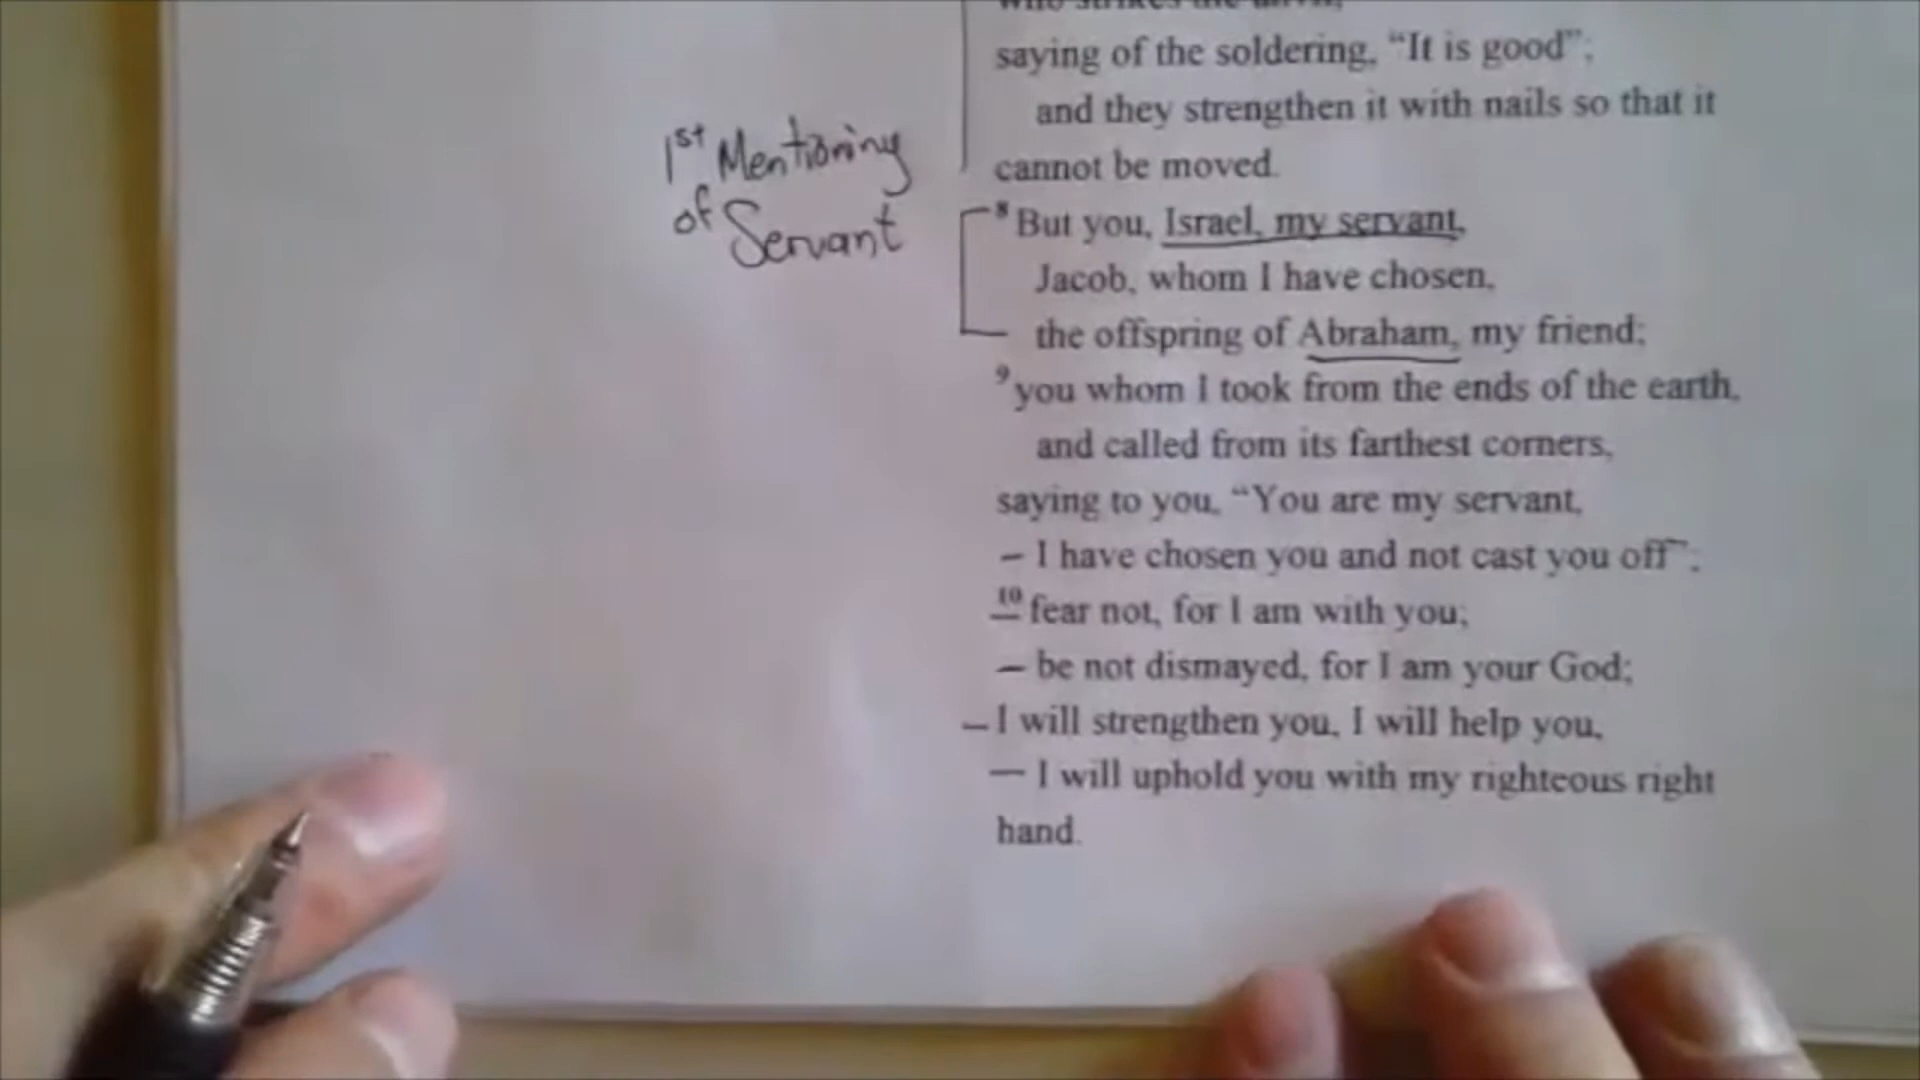 saying of the soldering, “It is good”;
and they strengthen it with nails so that it
cannot be moved.
1st Mentioning
of Servant
8 But you, Israel, my servant,
Jacob, whom I have chosen,
the offspring of Abraham, my friend;
9 you whom I took from the ends of the earth,
and called from its farthest corners,
saying to you, “You are my servant,
– I have chosen you and not cast you off”;
10 fear not, for I am with you;
– be not dismayed, for I am your God;
– I will strengthen you, I will help you,
– I will uphold you with my righteous right
hand.